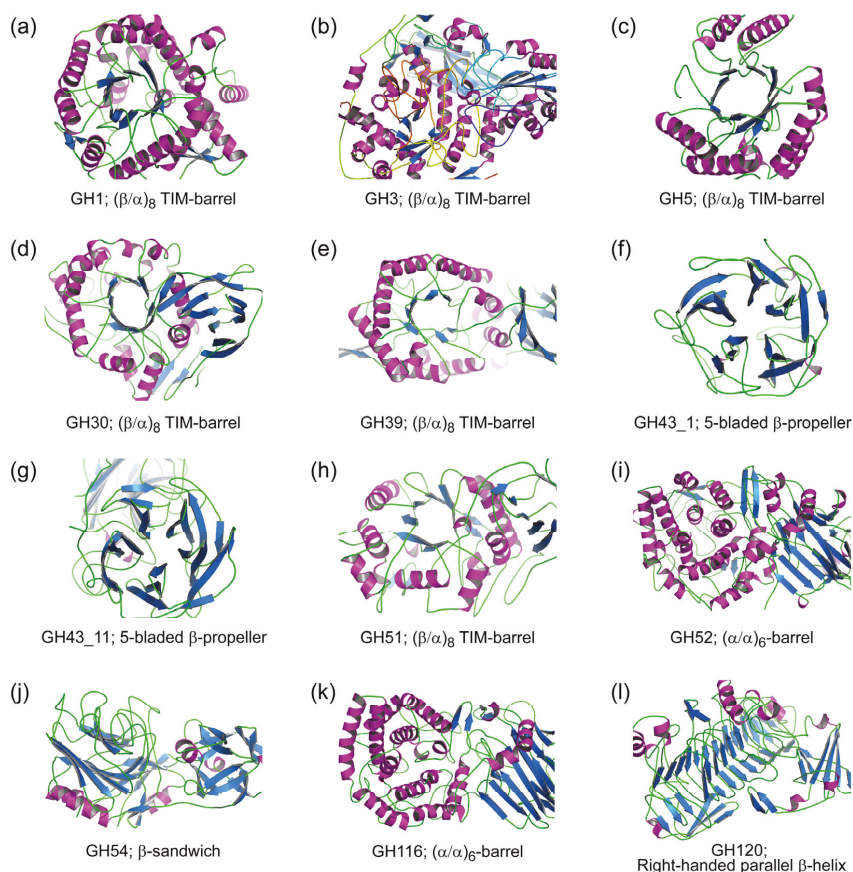 (a)
(b)
(c)
GH1; (β/α)8 TIM-barrel
GH3; (β/α)8 TIM-barrel
GH5; (β/α)8 TIM-barrel
(d)
(e)
(f)
GH30; (β/α)8 TIM-barrel
GH39; (β/α)8 TIM-barrel
GH43_1; 5-bladed β-propeller
(g)
(h)
(i)
GH43_11; 5-bladed β-propeller
GH51; (β/α)8 TIM-barrel
GH52; (α/α)6-barrel
(j)
(k)
(l)
GH54; β-sandwich
GH116; (α/α)6-barrel
GH120;
Right-handed parallel β-helix